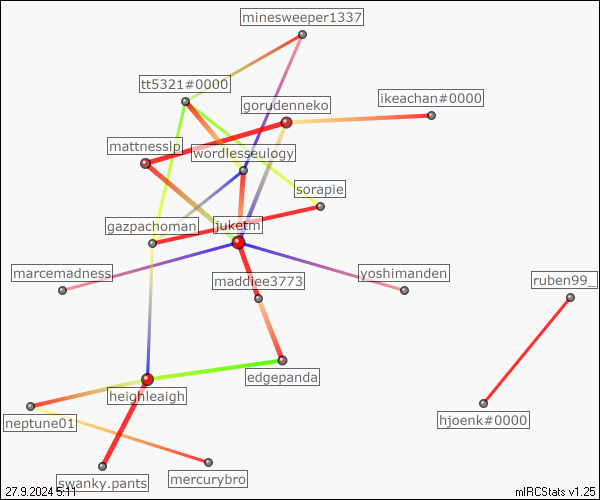 minesweeper1337
tt5321#0000
gorudenneko
ikeachan#0000
mattnesslp
wordlesseulogy
sorapie
gazpachoman
juketm
marcemadness
maddiee3773
yoshimanden
ruben99_
edgepanda
heighleaigh
neptune01
hjoenk#0000
swanky.pants
mercurybro
27.9.2024 5:11
mIRCStats v1.25